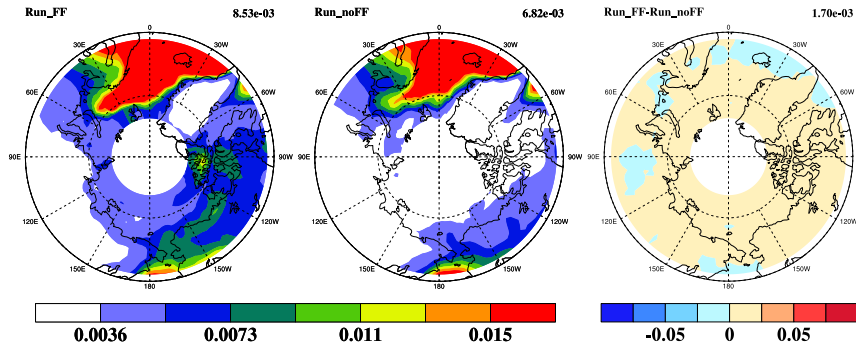 Run_FF 8.53e-03
Run_noFF 6.82e-03
Run_FF-Run_noFF 1.70e-03
0 0 0
30E 30W 30E 30W 30E 30W
60E 60W 60E 60W 60E 60W
90E 90W 90E 90W 90E 90W
120E 120W 120E 120W 120E 120W
150E 150W 150E 150W 150E 150W
180 180 180
0.0036 0.0073 0.011 0.015
-0.05 0 0.05